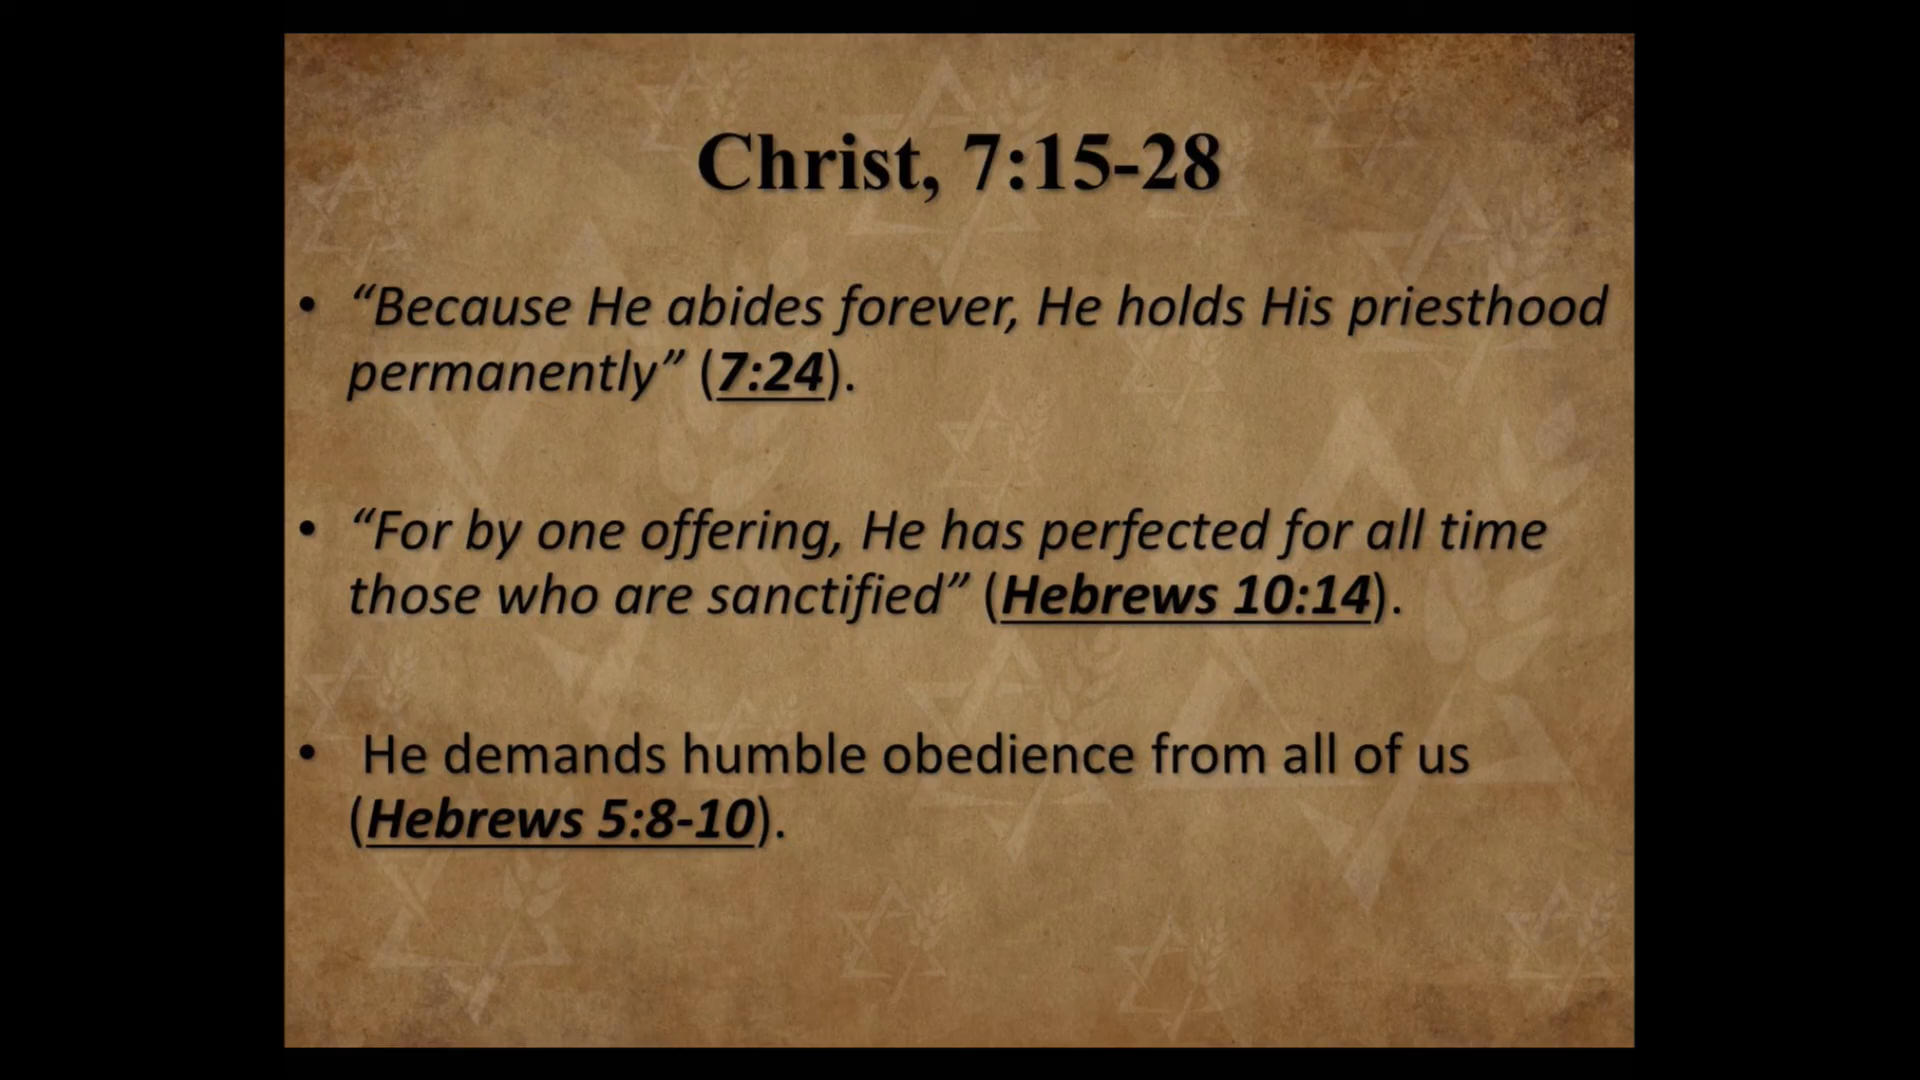 Christ, 7:15-28
• “Because He abides forever, He holds His priesthood
permanently” (7:24).
• “For by one offering, He has perfected for all time
those who are sanctified” (Hebrews 10:14).
• He demands humble obedience from all of us
(Hebrews 5:8-10).